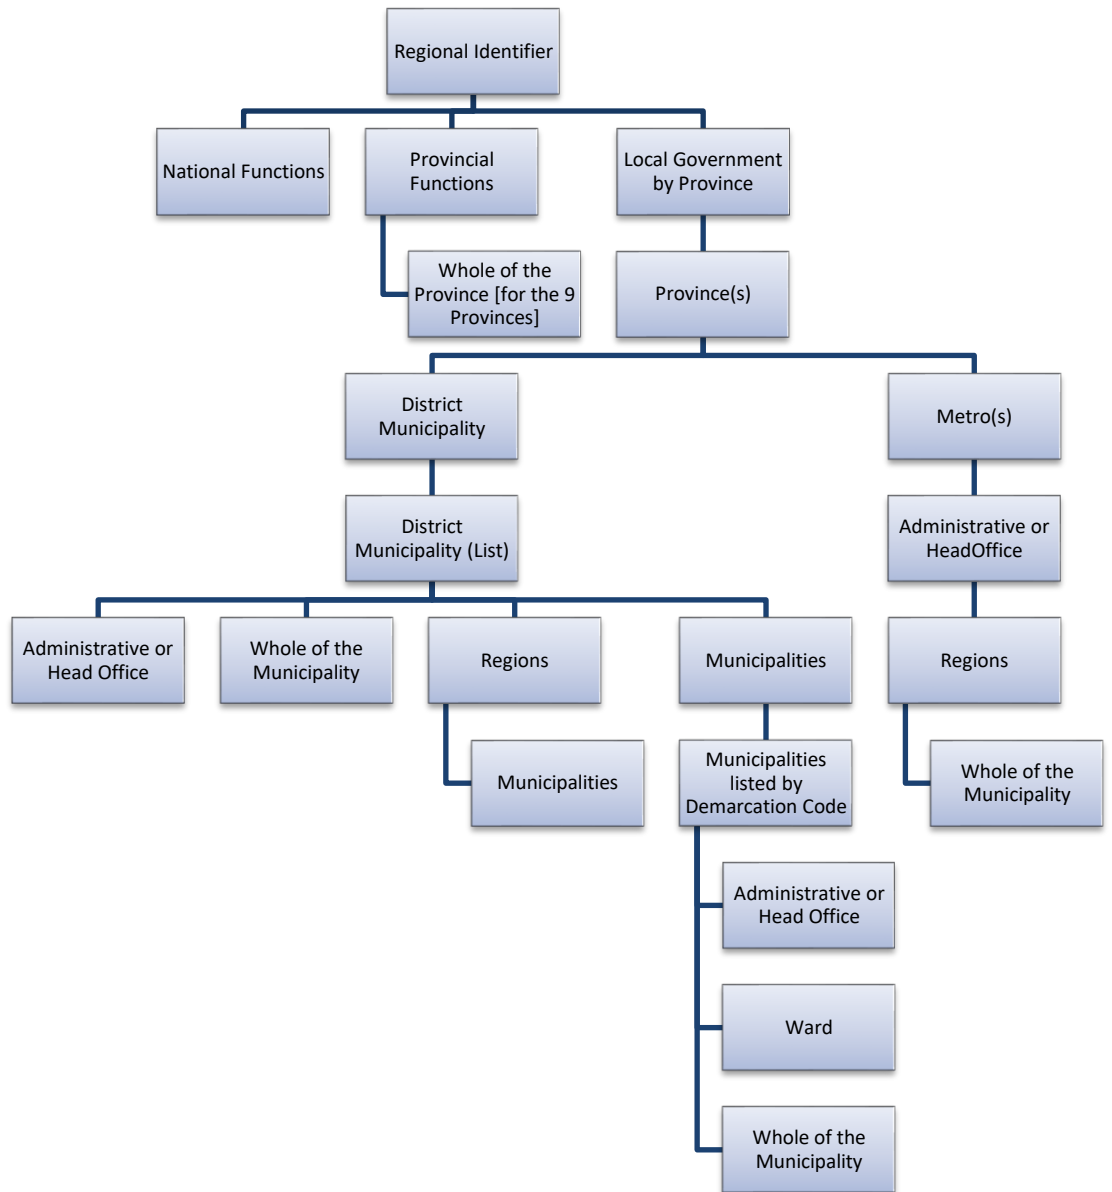 Regional Identifier
National Functions
Provincial
Functions
Local Government
by Province
Whole of the
Province [for the 9
Provinces]
Province(s)
District
Municipality
Metro(s)
District
Municipality (List)
Administrative or
HeadOffice
Administrative or
Head Office
Whole of the
Municipality
Regions
Municipalities
Regions
Municipalities
Municipalities
listed by
Demarcation Code
Whole of the
Municipality
Administrative or
Head Office
Ward
Whole of the
Municipality